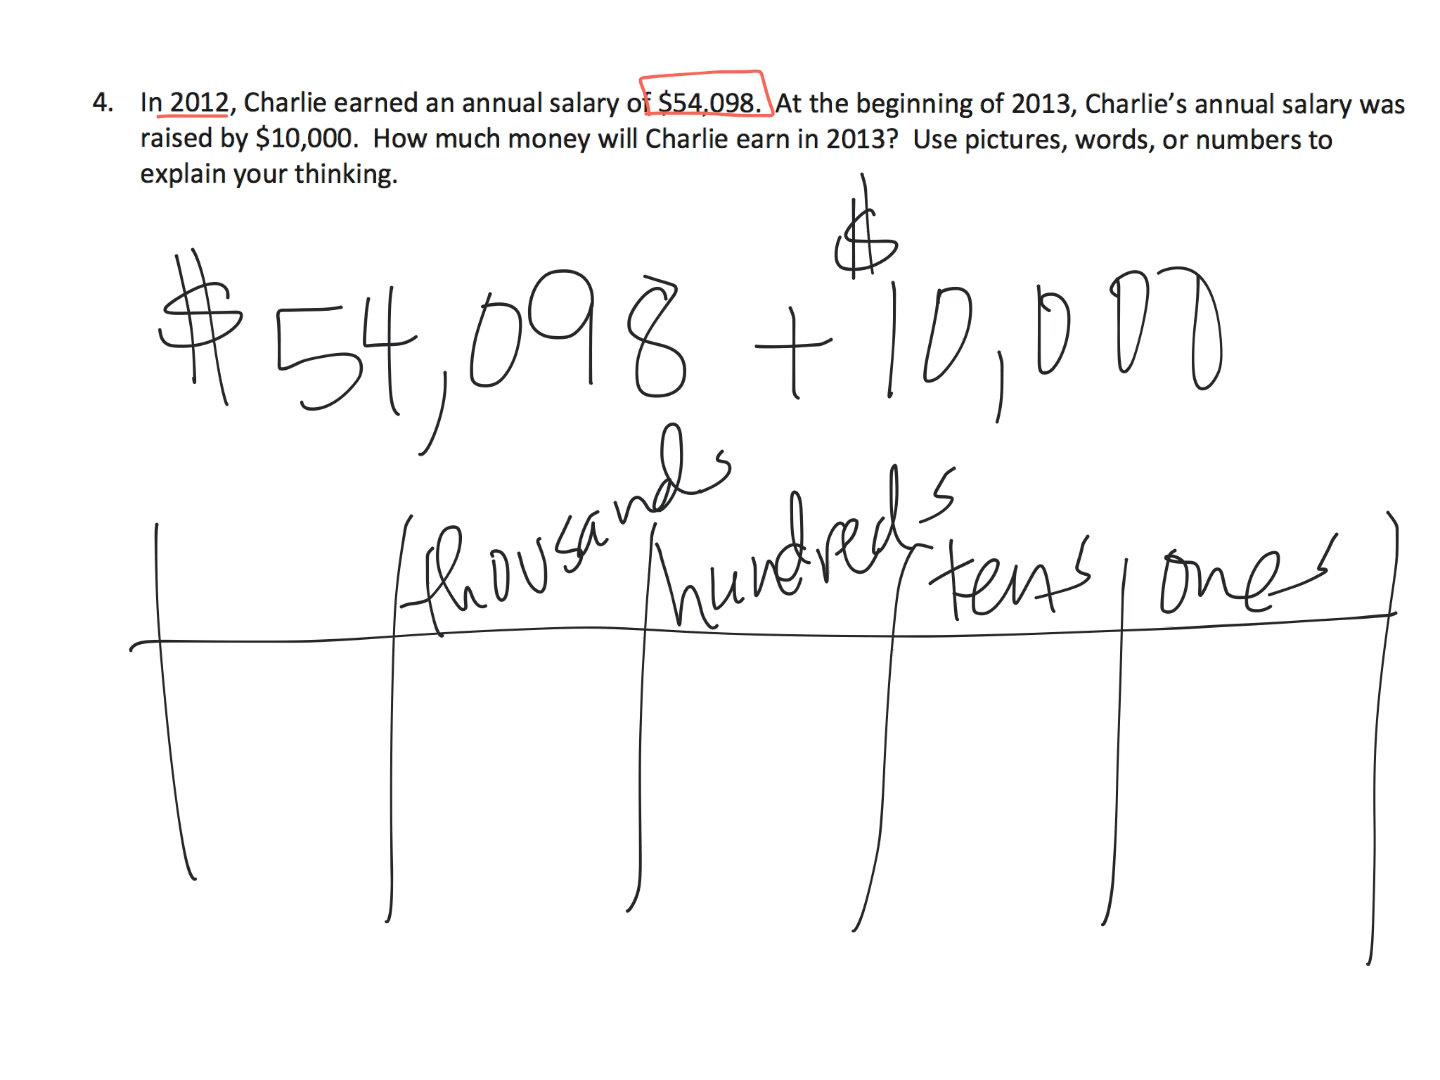 4. In 2012, Charlie earned an annual salary of $54,098. At the beginning of 2013, Charlie's annual salary was
raised by $10,000. How much money will Charlie earn in 2013? Use pictures, words, or numbers to
explain your thinking.
$54,098 + $10,000
thousands hundreds tens ones